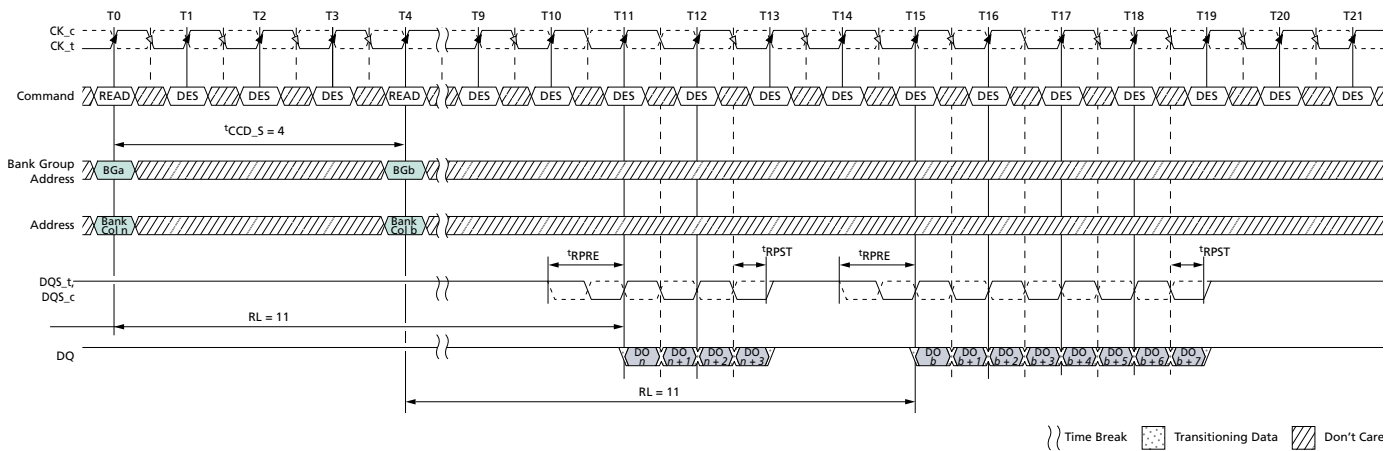 T0 T1 T2 T3 T4 T9 T10 T11 T12 T13 T14 T15 T16 T17 T18 T19 T20 T21
CK_c
CK_t
Command READ DES DES DES READ DES DES DES DES DES DES DES DES DES DES DES DES DES
tCCD_S = 4
Bank Group
Address
BGa BGb
Address
Bank
Col n
Bank
Col b
tRPRE tRPST tRPRE tRPST
DQS_t,
DQS_c
RL = 11
DQ
DO
n
DO
n + 1
DO
n + 2
DO
n + 3
DO
b
DO
b + 1
DO
b + 2
DO
b + 3
DO
b + 4
DO
b + 5
DO
b + 6
DO
b + 7
RL = 11
Time Break Transitioning Data Don't Care